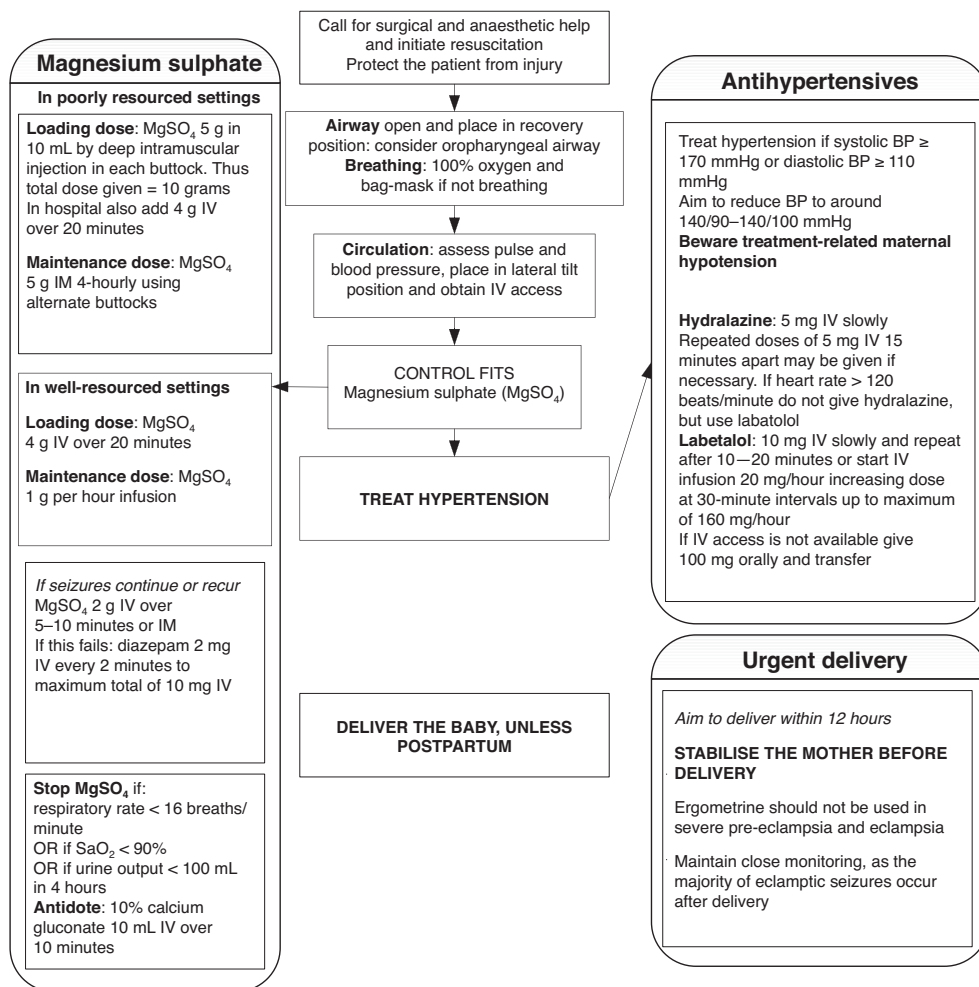 Call for surgical and anaesthetic help
and initiate resuscitation
Protect the patient from injury
Airway open and place in recovery
position: consider oropharyngeal airway
Breathing: 100% oxygen and
bag-mask if not breathing
Circulation: assess pulse and
blood pressure, place in lateral tilt
position and obtain IV access
CONTROL FITS
Magnesium sulphate (MgSO₄)
TREAT HYPERTENSION
DELIVER THE BABY, UNLESS
POSTPARTUM
Magnesium sulphate
In poorly resourced settings
Loading dose: MgSO₄ 5 g in
10 mL by deep intramuscular
injection in each buttock. Thus
total dose given = 10 grams
In hospital also add 4 g IV
over 20 minutes
Maintenance dose: MgSO₄
5 g IM 4-hourly using
alternate buttocks
In well-resourced settings
Loading dose: MgSO₄
4 g IV over 20 minutes
Maintenance dose: MgSO₄
1 g per hour infusion
If seizures continue or recur
MgSO₄ 2 g IV over
5–10 minutes or IM
If this fails: diazepam 2 mg
IV every 2 minutes to
maximum total of 10 mg IV
Stop MgSO₄ if:
respiratory rate < 16 breaths/
minute
OR if SaO₂ < 90%
OR if urine output < 100 mL
in 4 hours
Antidote: 10% calcium
gluconate 10 mL IV over
10 minutes
Antihypertensives
Treat hypertension if systolic BP ≥
170 mmHg or diastolic BP ≥ 110
mmHg
Aim to reduce BP to around
140/90–140/100 mmHg
Beware treatment-related maternal
hypotension
Hydralazine: 5 mg IV slowly
Repeated doses of 5 mg IV 15
minutes apart may be given if
necessary. If heart rate > 120
beats/minute do not give hydralazine,
but use labatolol
Labetalol: 10 mg IV slowly and repeat
after 10—20 minutes or start IV
infusion 20 mg/hour increasing dose
at 30-minute intervals up to maximum
of 160 mg/hour
If IV access is not available give
100 mg orally and transfer
Urgent delivery
Aim to deliver within 12 hours
STABILISE THE MOTHER BEFORE
DELIVERY
Ergometrine should not be used in
severe pre-eclampsia and eclampsia
Maintain close monitoring, as the
majority of eclamptic seizures occur
after delivery